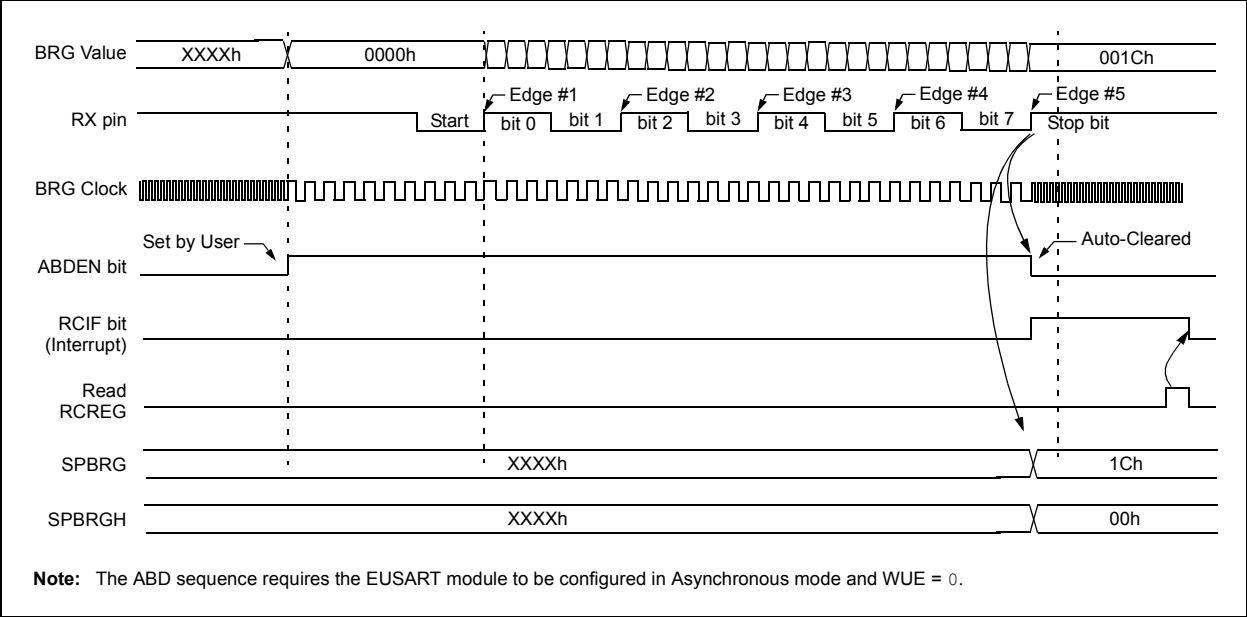 BRG Value
XXXXh
0000h
001Ch
RX pin
Edge #1
Edge #2
Edge #3
Edge #4
Edge #5
Start
bit 0
bit 1
bit 2
bit 3
bit 4
bit 5
bit 6
bit 7
Stop bit
BRG Clock
Set by User
Auto-Cleared
ABDEN bit
RCIF bit
(Interrupt)
Read
RCREG
SPBRG
XXXXh
1Ch
SPBRGH
XXXXh
00h
Note: The ABD sequence requires the EUSART module to be configured in Asynchronous mode and WUE = 0.